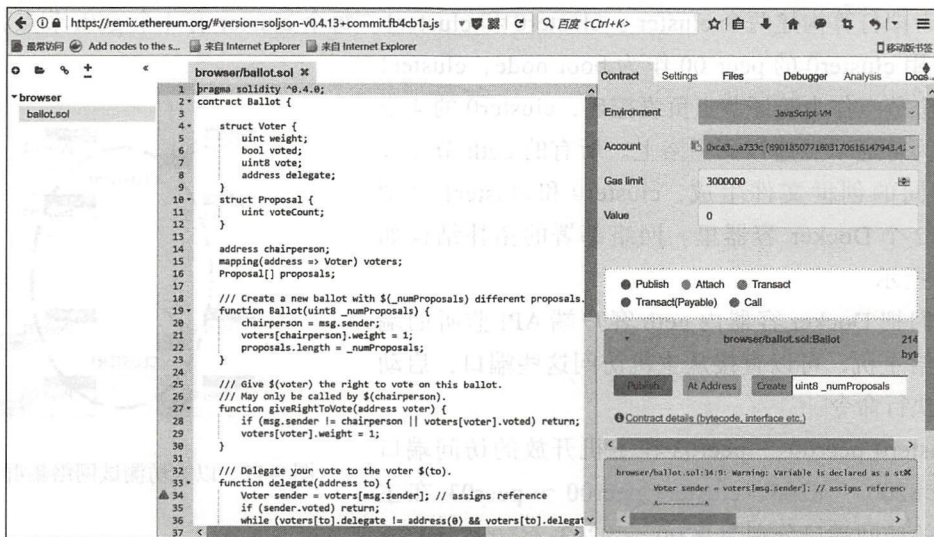 https://remix.ethereum.org/#version=soljson-v0.4.13+commit.fb4cb1a.js
百度 <Ctrl+K>
最常访问 Add nodes to the s... 来自 Internet Explorer 来自 Internet Explorer
移动版书签
browser
ballot.sol
browser/ballot.sol
1 pragma solidity ^0.4.0;
2 contract Ballot {
3
4 struct Voter {
5 uint weight;
6 bool voted;
7 uint8 vote;
8 address delegate;
9 }
10 struct Proposal {
11 uint voteCount;
12 }
13
14 address chairperson;
15 mapping(address => Voter) voters;
16 Proposal[] proposals;
17
18 /// Create a new ballot with $(_numProposals) different proposals.
19 function Ballot(uint8 _numProposals) {
20 chairperson = msg.sender;
21 voters[chairperson].weight = 1;
22 proposals.length = _numProposals;
23 }
24
25 /// Give $(voter) the right to vote on this ballot.
26 /// May only be called by $(chairperson).
27 function giveRightToVote(address voter) {
28 if (msg.sender != chairperson || voters[voter].voted) return;
29 voters[voter].weight = 1;
30 }
31
32 /// Delegate your vote to the voter $(to).
33 function delegate(address to) {
34 Voter sender = voters[msg.sender]; // assigns reference
35 if (sender.voted) return;
36 while (voters[to].delegate != address(0) && voters[to].delegat
37
Contract Settings Files Debugger Analysis Docs
Environment JavaScript VM
Account
Gas limit 3000000
Value 0
Publish Attach Transact
Transact(Payable) Call
browser/ballot.sol:Ballot 214
byt
Publish At Address Create uint8 _numProposals
Contract details (bytecode, interface etc.)
browser/ballot.sol:34:9: Warning: Variable is declared as a st
Voter sender = voters[msg.sender]; // assigns referenc
^-----------^